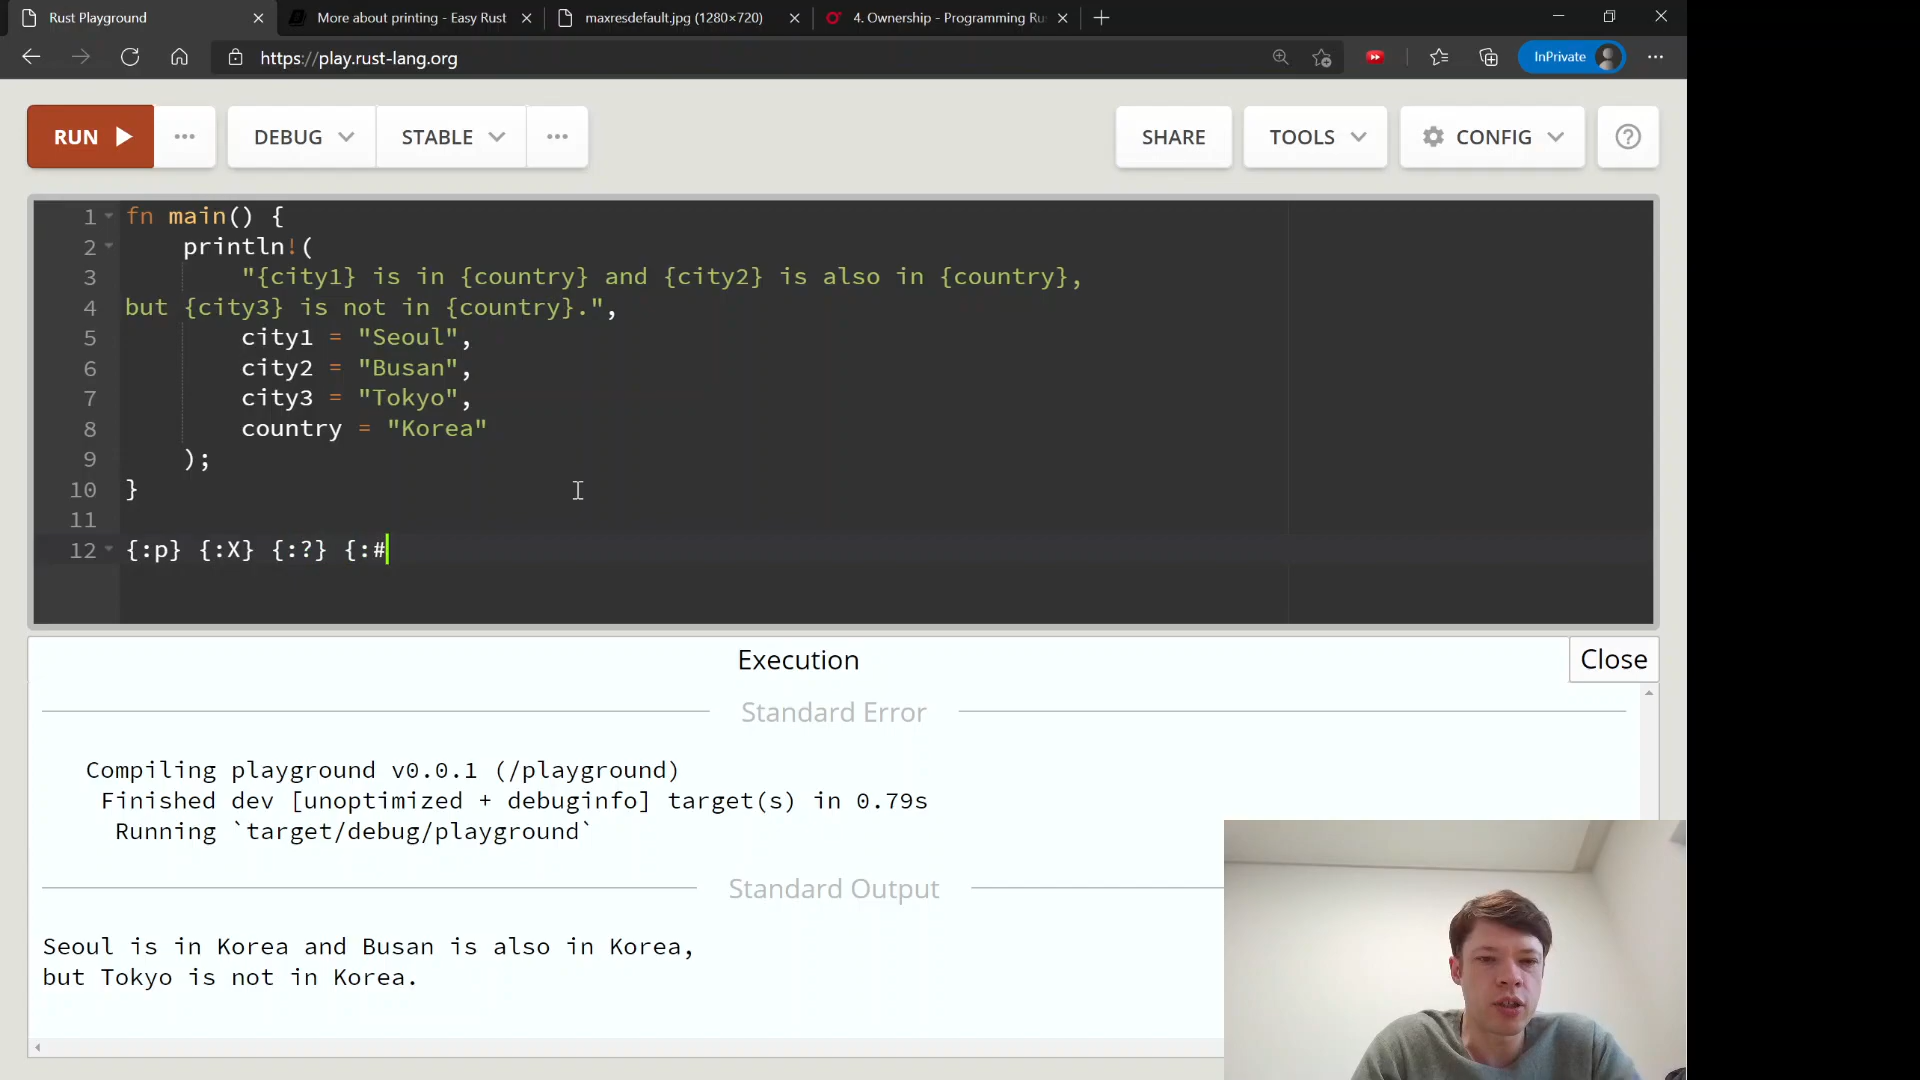 Rust Playground
More about printing - Easy Rust
maxresdefault.jpg (1280×720)
4. Ownership - Programming Ru
https://play.rust-lang.org
InPrivate
RUN
DEBUG
STABLE
SHARE
TOOLS
CONFIG
1 fn main() {
2 println!(
3 "{city1} is in {country} and {city2} is also in {country},
4 but {city3} is not in {country}.",
5 city1 = "Seoul",
6 city2 = "Busan",
7 city3 = "Tokyo",
8 country = "Korea"
9 );
10 }
11
12 {:p} {:X} {:?} {:#
Execution
Close
Standard Error
Compiling playground v0.0.1 (/playground)
Finished dev [unoptimized + debuginfo] target(s) in 0.79s
Running `target/debug/playground`
Standard Output
Seoul is in Korea and Busan is also in Korea,
but Tokyo is not in Korea.